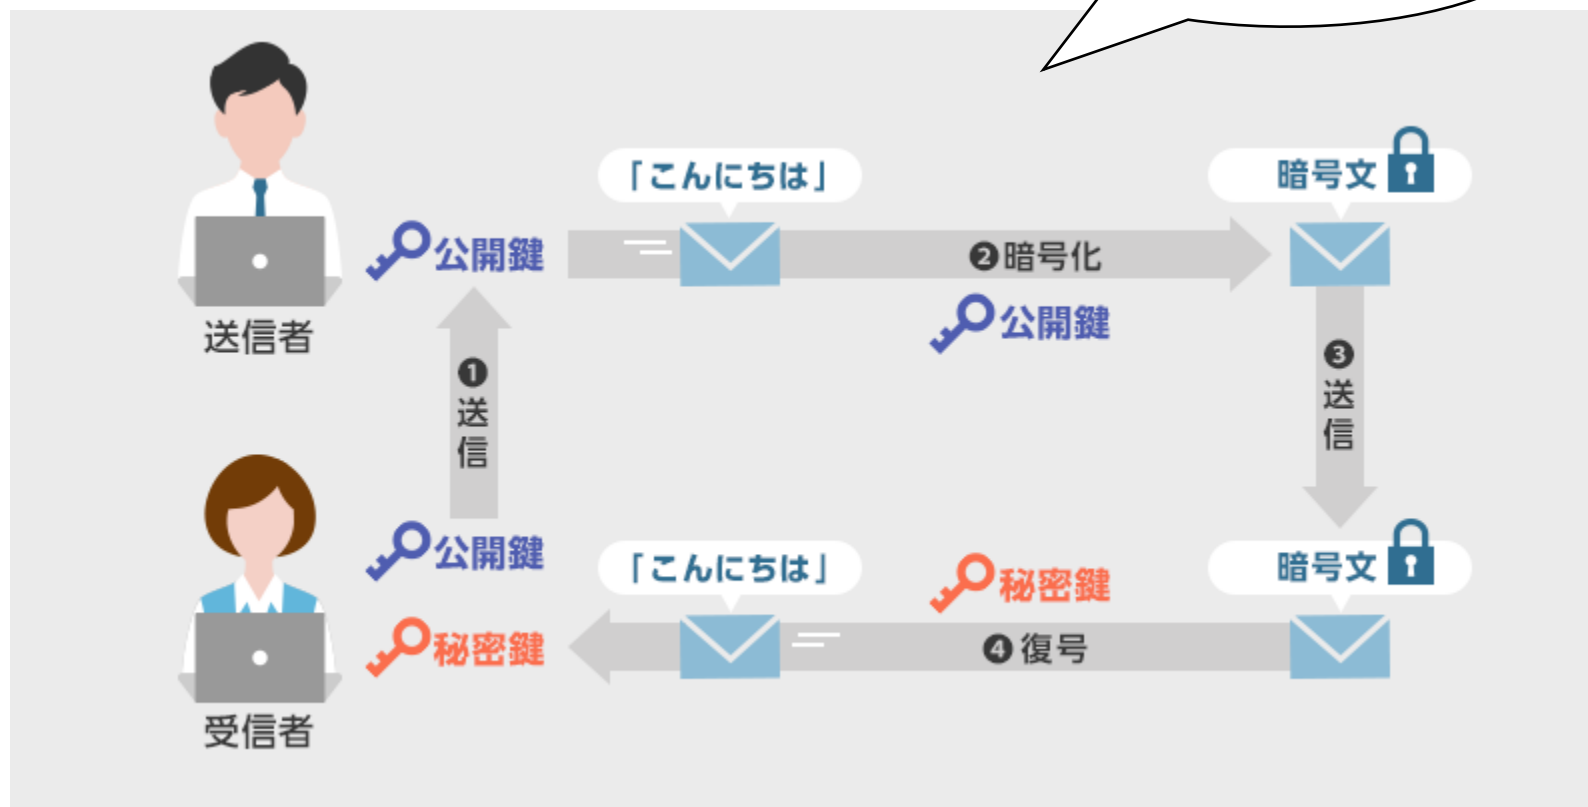 「こんにちは」
暗号文
公開鍵
❷暗号化
公開鍵
送信者
❶送信
❸送信
公開鍵
「こんにちは」
秘密鍵
暗号文
秘密鍵
❹復号
受信者